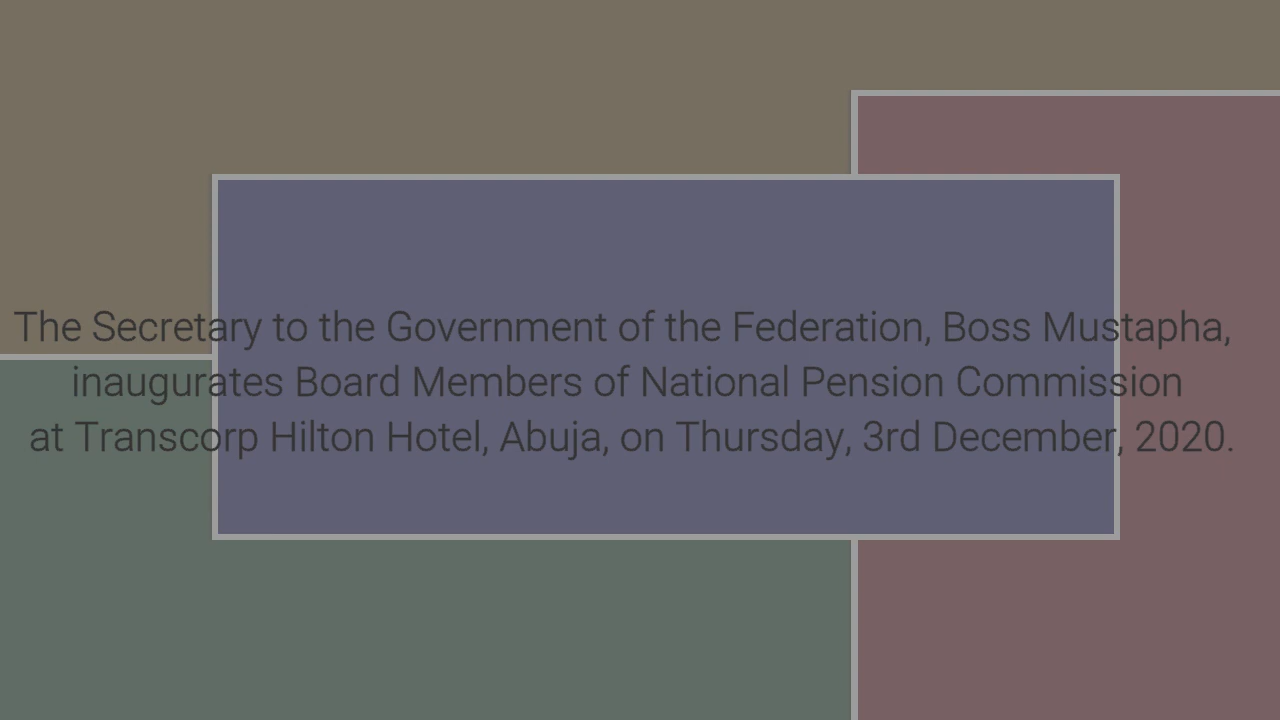 The Secretary to the Government of the Federation, Boss Mustapha,
inaugurates Board Members of National Pension Commission
at Transcorp Hilton Hotel, Abuja, on Thursday, 3rd December, 2020.